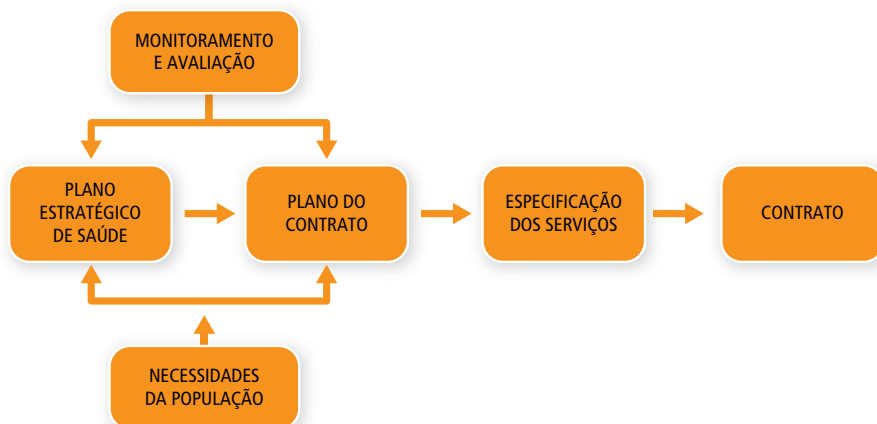 MONITORAMENTO
E AVALIAÇÃO
PLANO
ESTRATÉGICO
DE SAÚDE
PLANO DO
CONTRATO
ESPECIFICAÇÃO
DOS SERVIÇOS
CONTRATO
NECESSIDADES
DA POPULAÇÃO